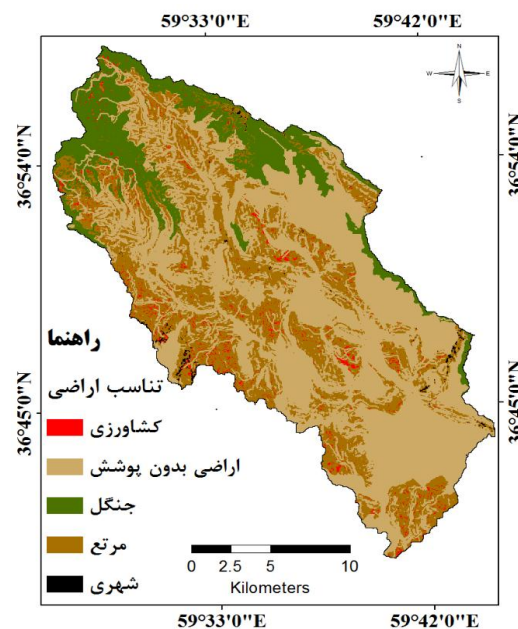 59°33'0"E 59°42'0"E
N
W E
S
36°54'0"N 36°54'0"N
راهنما
تناسب اراضی
کشاورزی
اراضی بدون پوشش
جنگل
مرتع
شهری
36°45'0"N 36°45'0"N
0 2.5 5 10
Kilometers
59°33'0"E 59°42'0"E